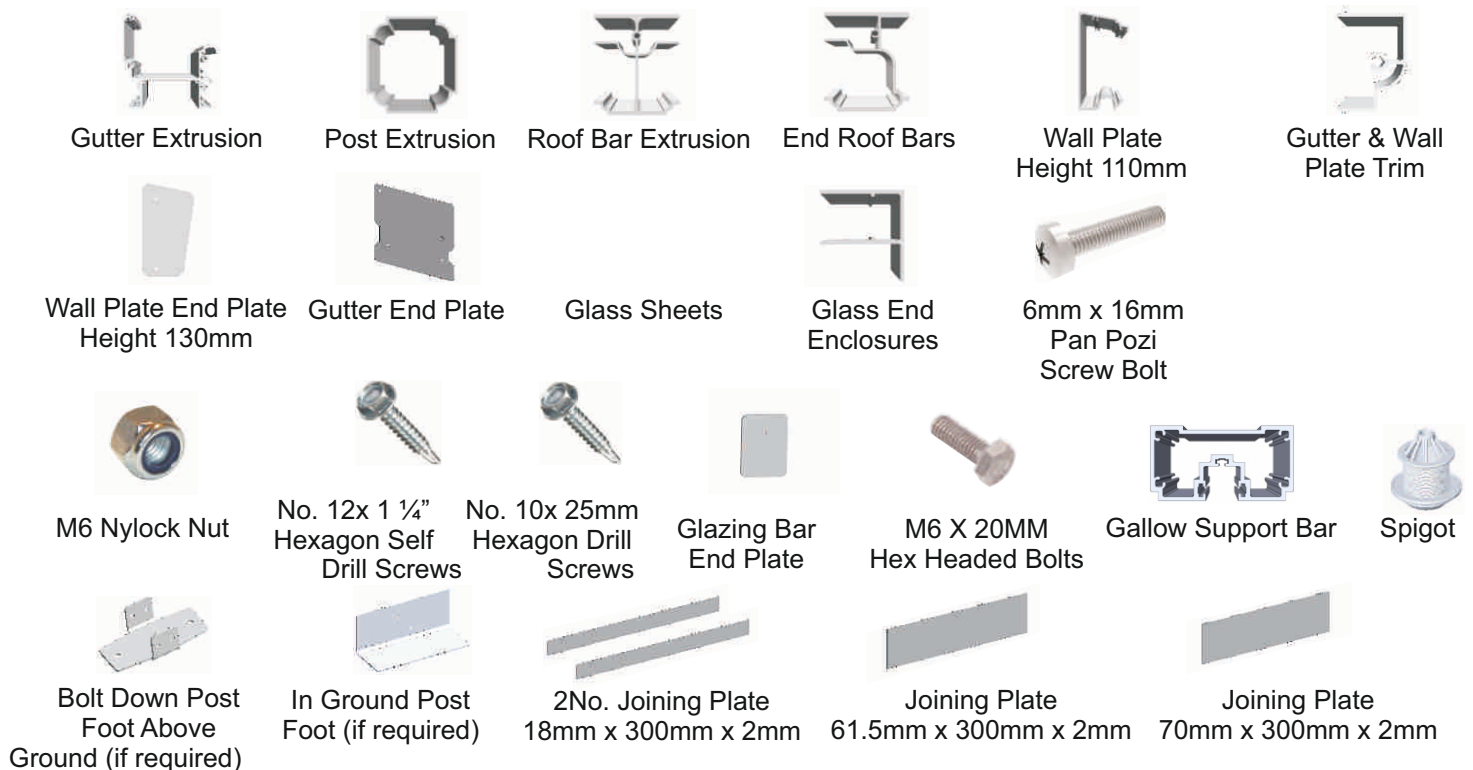 Gutter Extrusion
Post Extrusion
Roof Bar Extrusion
End Roof Bars
Wall Plate
Height 110mm
Gutter & Wall
Plate Trim
Wall Plate End Plate
Height 130mm
Gutter End Plate
Glass Sheets
Glass End
Enclosures
6mm x 16mm
Pan Pozi
Screw Bolt
M6 Nylock Nut
No. 12x 1 ¼”
Hexagon Self
Drill Screws
No. 10x 25mm
Hexagon Drill
Screws
Glazing Bar
End Plate
M6 X 20MM
Hex Headed Bolts
Gallow Support Bar
Spigot
Bolt Down Post
Foot Above
Ground (if required)
In Ground Post
Foot (if required)
2No. Joining Plate
18mm x 300mm x 2mm
Joining Plate
61.5mm x 300mm x 2mm
Joining Plate
70mm x 300mm x 2mm